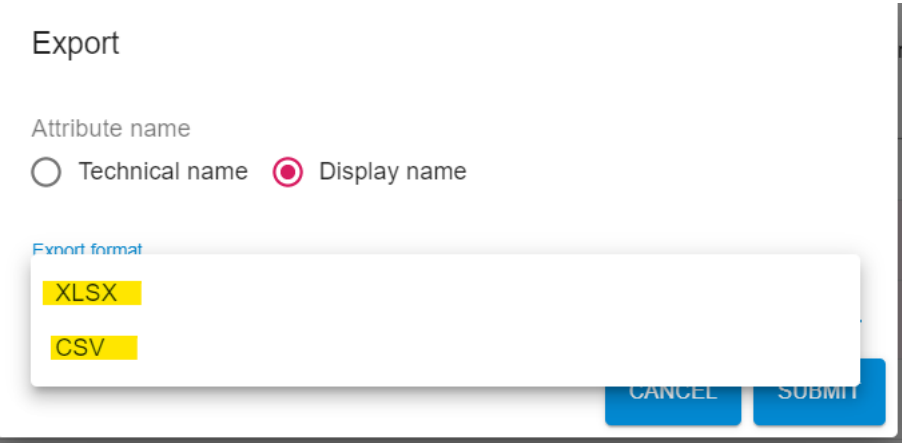 Export
Attribute name
Technical name Display name
Export format
XLSX
CSV
CANCEL SUBMIT